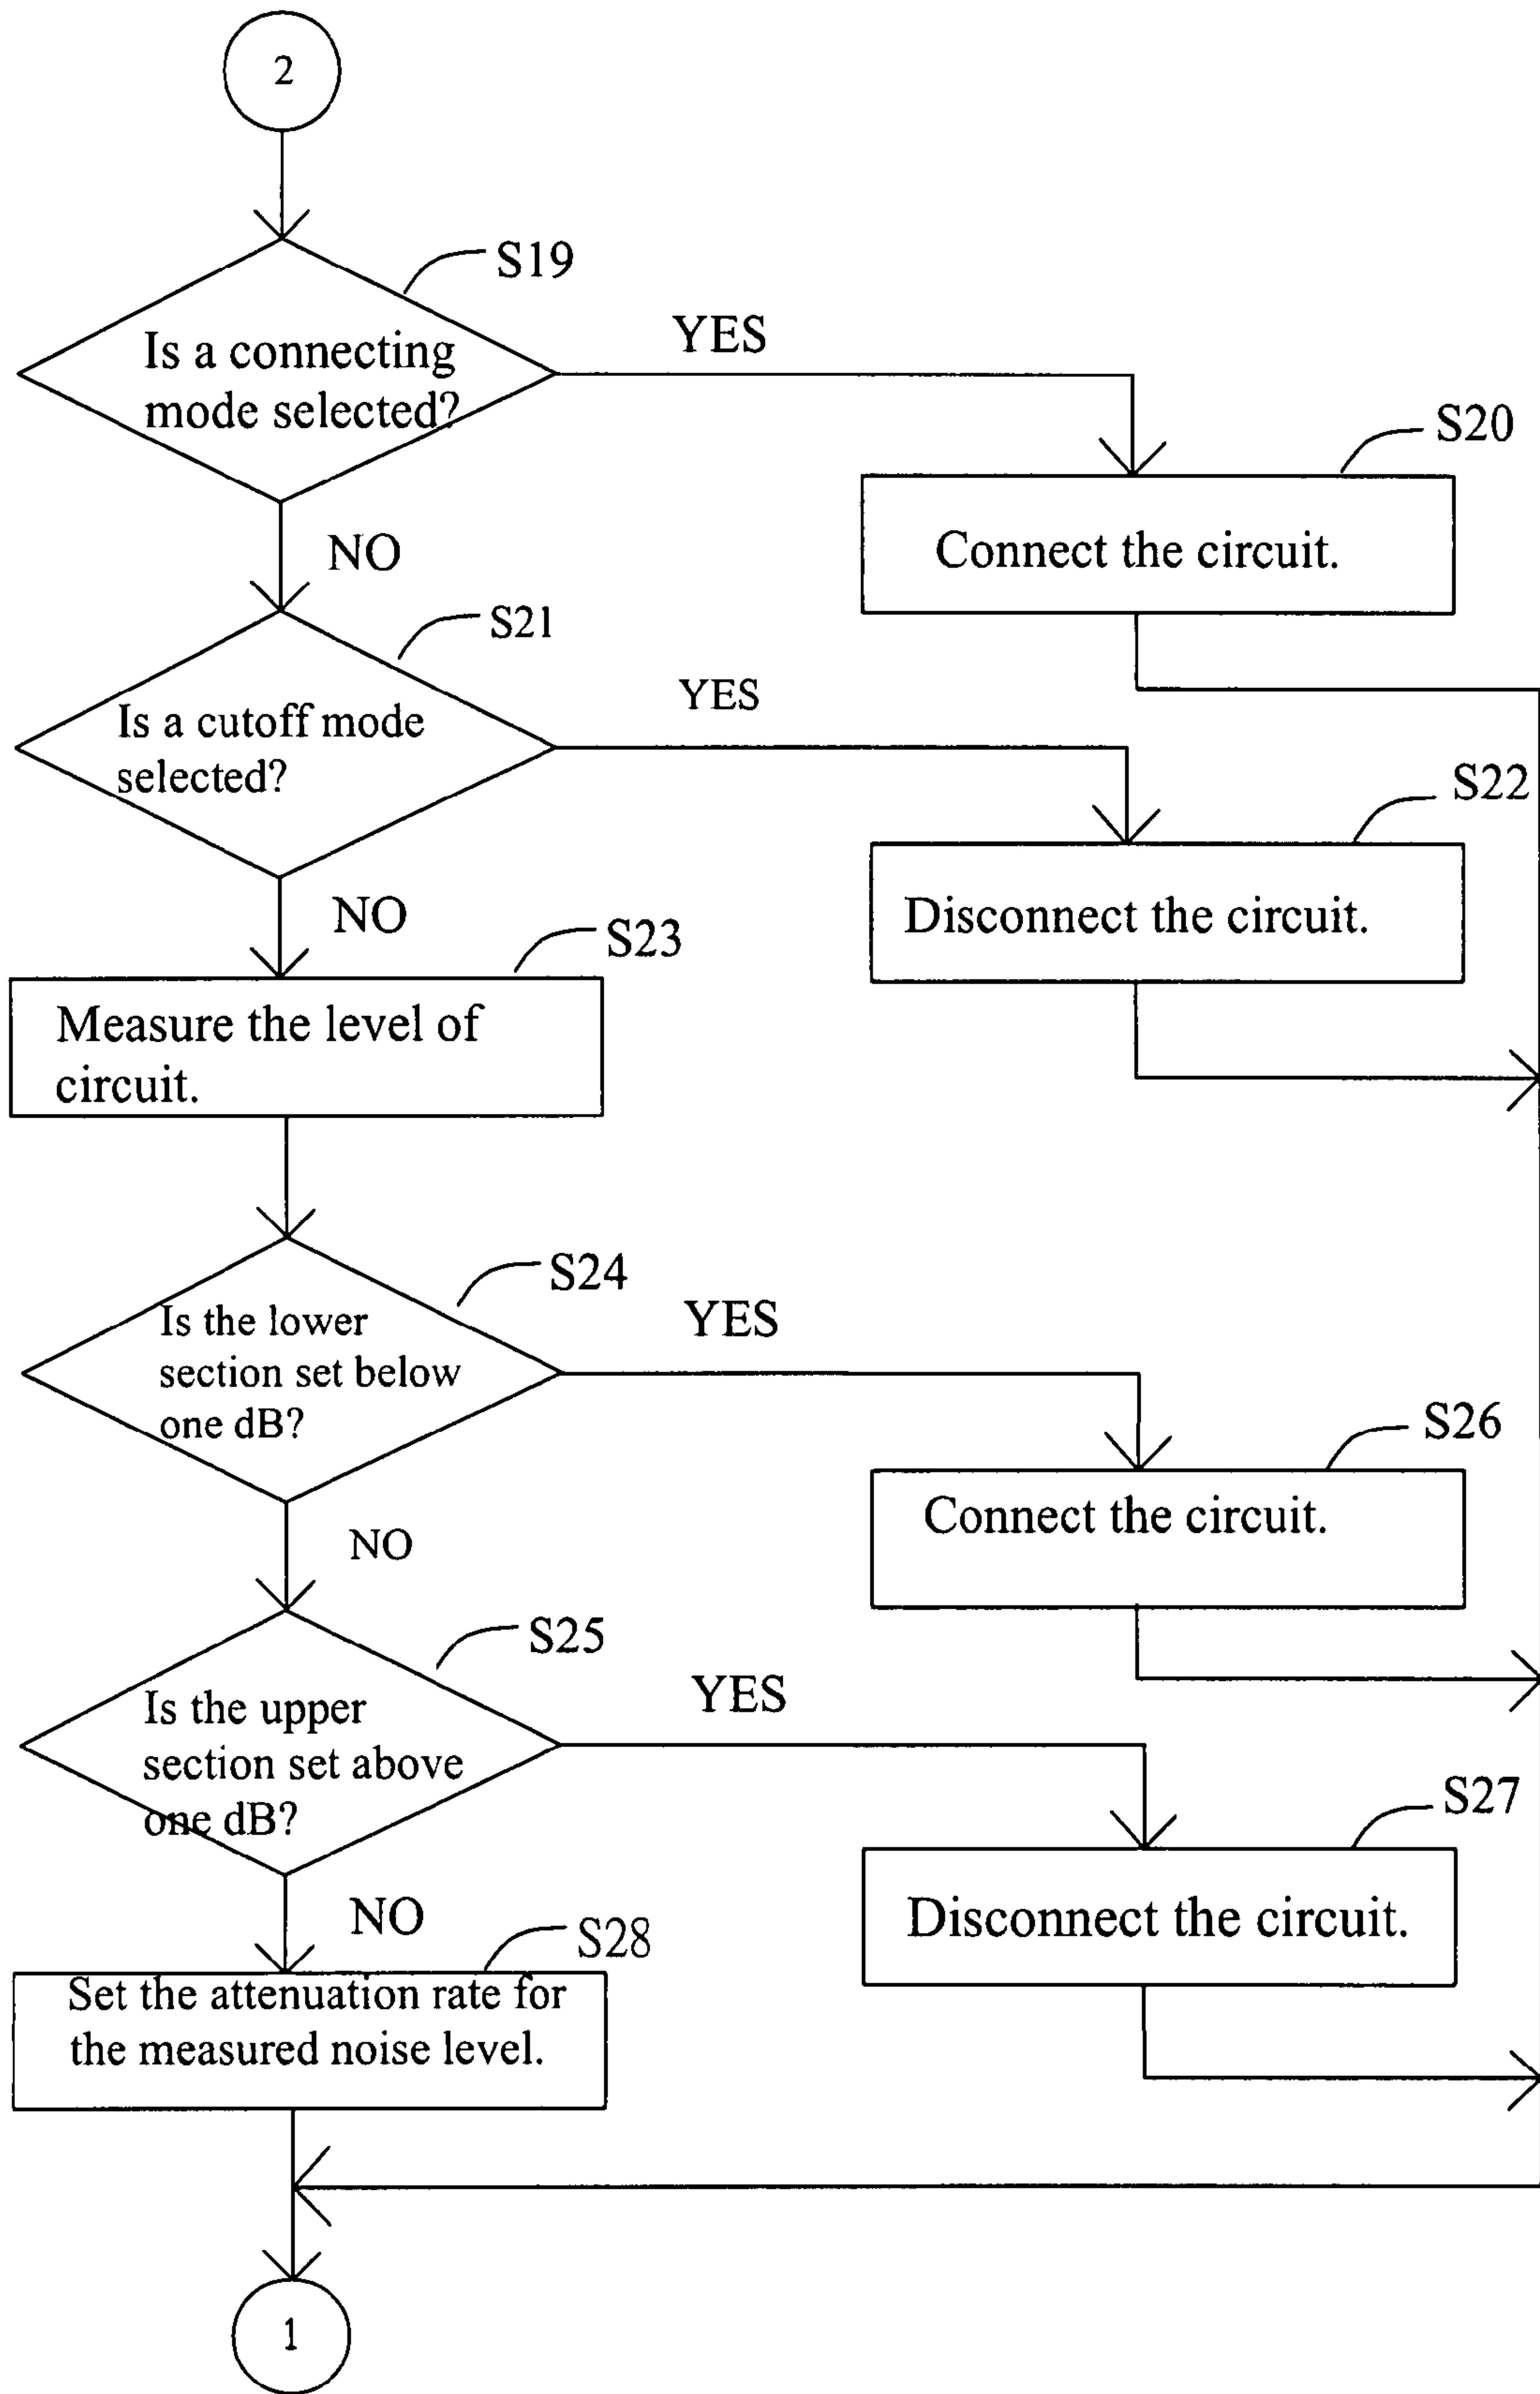 2
S19
Is a connecting
mode selected?
YES
S20
Connect the circuit.
NO
S21
Is a cutoff mode
selected?
YES
S22
Disconnect the circuit.
NO
S23
Measure the level of
circuit.
S24
Is the lower
section set below
one dB?
YES
S26
Connect the circuit.
NO
S25
Is the upper
section set above
one dB?
YES
S27
Disconnect the circuit.
NO
S28
Set the attenuation rate for
the measured noise level.
1